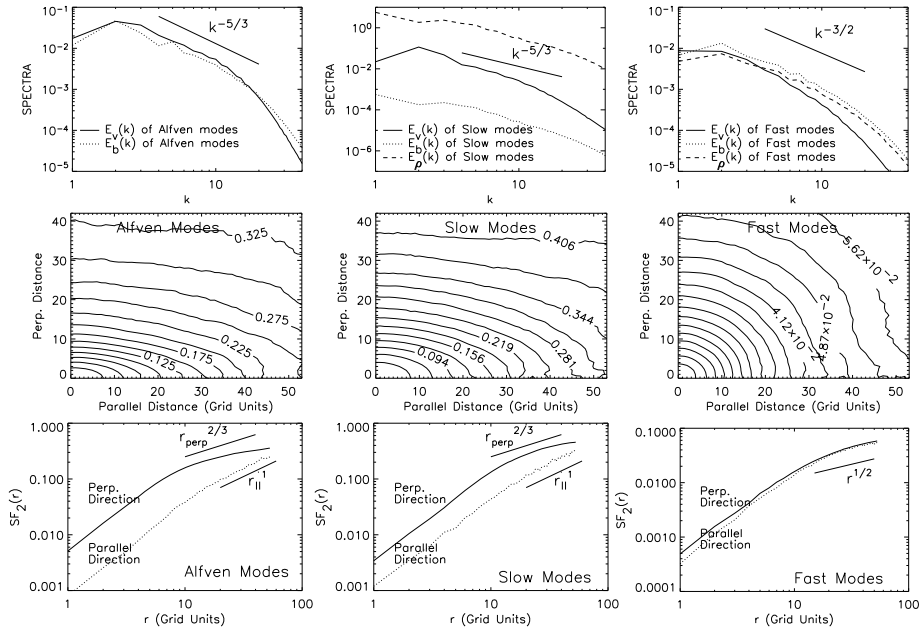 k^{-5/3}
10^{-1}
10^{-2}
10^{-3}
10^{-4}
10^{-5}
SPECTRA
E_v(k) of Alfven modes
E_b(k) of Alfven modes
1
10
k
k^{-5/3}
10^0
10^{-2}
10^{-4}
10^{-6}
SPECTRA
E_v(k) of Slow modes
E_b(k) of Slow modes
E_ρ(k) of Slow modes
1
10
k
k^{-3/2}
10^{-1}
10^{-2}
10^{-3}
10^{-4}
10^{-5}
SPECTRA
E_v(k) of Fast modes
E_b(k) of Fast modes
E_ρ(k) of Fast modes
1
10
k
Alfven Modes
40
30
20
10
0
Perp. Distance
0.325
0.275
0.225
0.175
0.125
0 10 20 30 40 50
Parallel Distance (Grid Units)
Slow Modes
40
30
20
10
0
Perp. Distance
0.406
0.344
0.281
0.219
0.156
0.094
0 10 20 30 40 50
Parallel Distance (Grid Units)
Fast Modes
40
30
20
10
0
Perp. Distance
5.62×10^{-2}
4.87×10^{-2}
4.12×10^{-2}
0 10 20 30 40 50
Parallel Distance (Grid Units)
1.000
0.100
0.010
0.001
SF_2(r)
r_{perp}^{2/3}
r_{||}^1
Perp.
Direction
Parallel
Direction
Alfven Modes
1 10 100
r (Grid Units)
1.000
0.100
0.010
0.001
SF_2(r)
r_{perp}^{2/3}
r_{||}^1
Perp.
Direction
Parallel
Direction
Slow Modes
1 10 100
r (Grid Units)
0.1000
0.0100
0.0010
0.0001
SF_2(r)
r^{1/2}
Perp.
Direction
Parallel
Direction
Fast Modes
1 10 100
r (Grid Units)